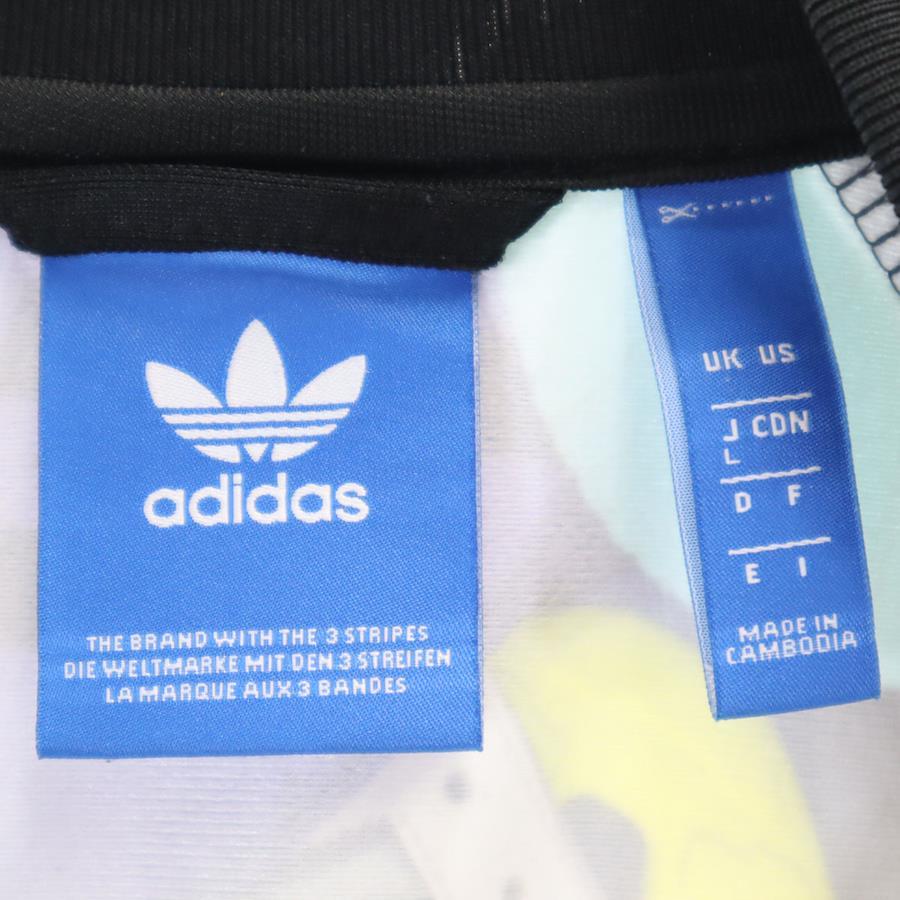 adidas
THE BRAND WITH THE 3 STRIPES
DIE WELTMARKE MIT DEN 3 STREIFEN
LA MARQUE AUX 3 BANDES
UK US
J CDN
L
D F
E I
MADE IN
CAMBODIA